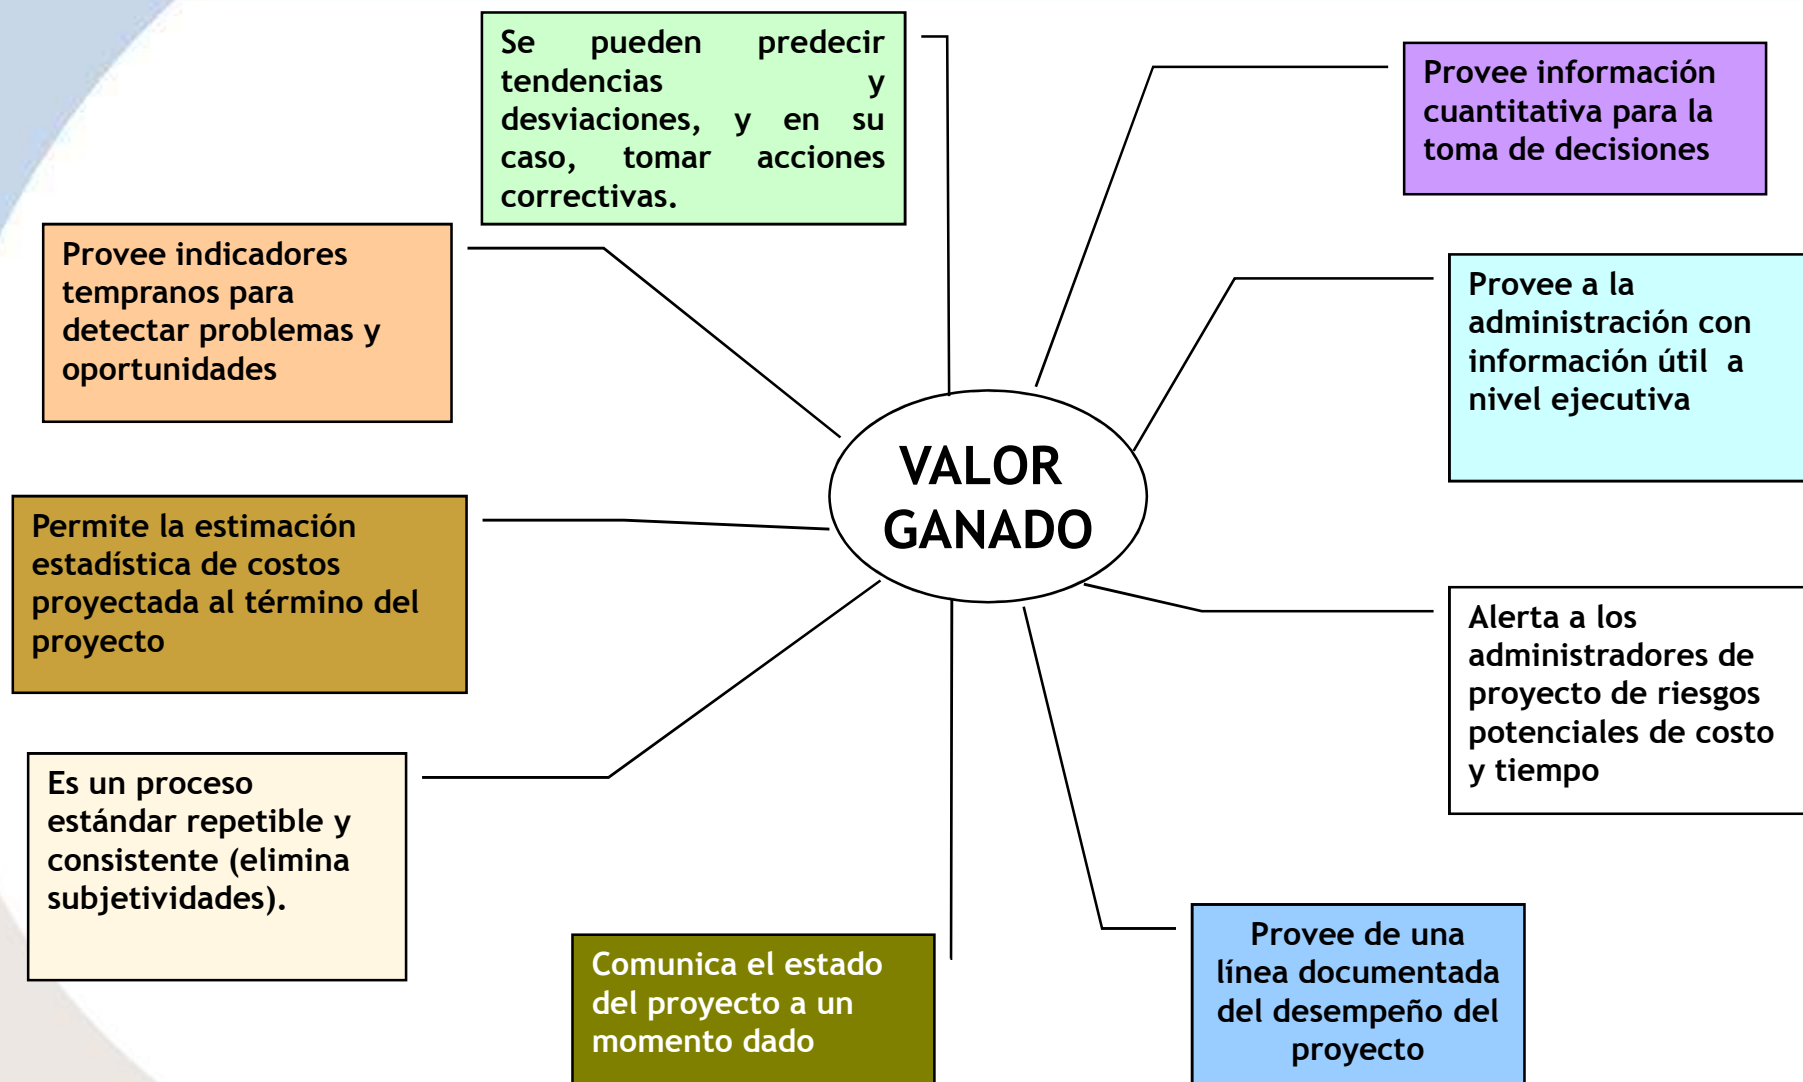 Se pueden predecir
tendencias y
desviaciones, y en su
caso, tomar acciones
correctivas.
Provee información
cuantitativa para la
toma de decisiones
Provee indicadores
tempranos para
detectar problemas y
oportunidades
Provee a la
administración con
información útil a
nivel ejecutiva
VALOR
GANADO
Permite la estimación
estadística de costos
proyectada al término del
proyecto
Alerta a los
administradores de
proyecto de riesgos
potenciales de costo
y tiempo
Es un proceso
estándar repetible y
consistente (elimina
subjetividades).
Comunica el estado
del proyecto a un
momento dado
Provee de una
línea documentada
del desempeño del
proyecto